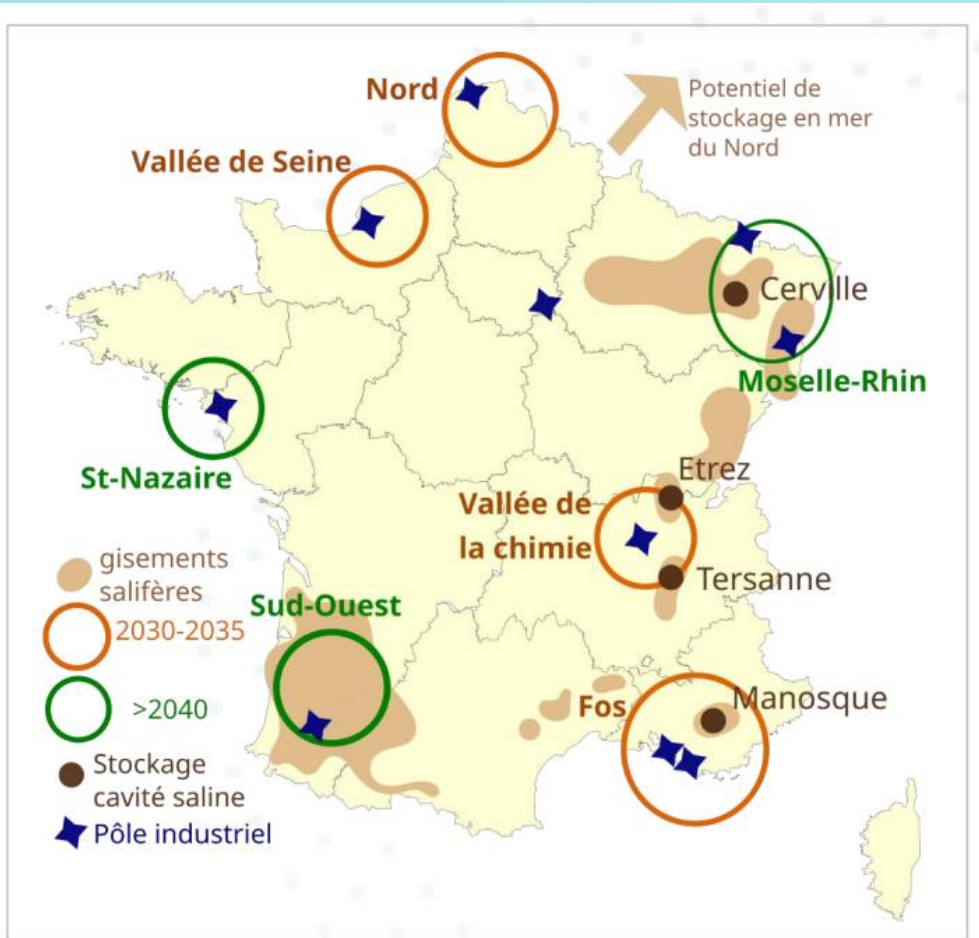 Nord
Potentiel de
stockage en mer
du Nord
Vallée de Seine
Cerville
Moselle-Rhin
St-Nazaire
Etrez
Vallée de
la chimie
Tersanne
gisements
salifères
Sud-Ouest
2030-2035
Fos
Manosque
>2040
Stockage
cavité saline
Pôle industriel